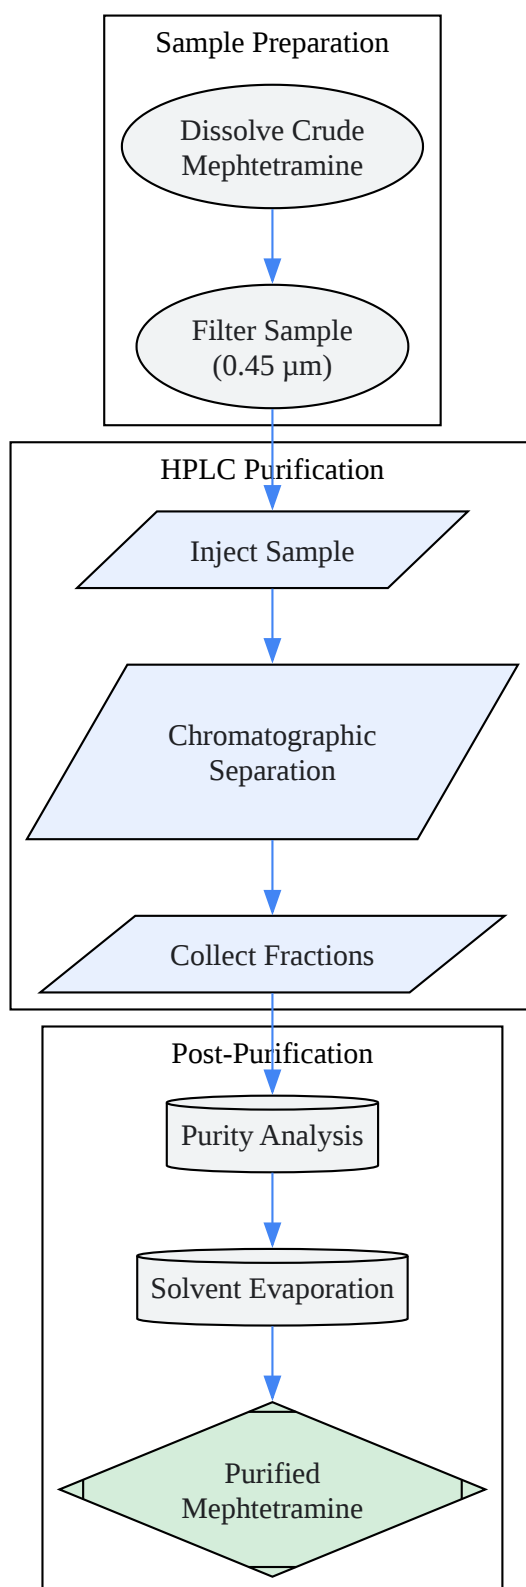 Sample Preparation
Dissolve Crude
Mephtetramine
Filter Sample
(0.45 µm)
HPLC Purification
Inject Sample
Chromatographic
Separation
Collect Fractions
Post-Purification
Purity Analysis
Solvent Evaporation
Purified
Mephtetramine